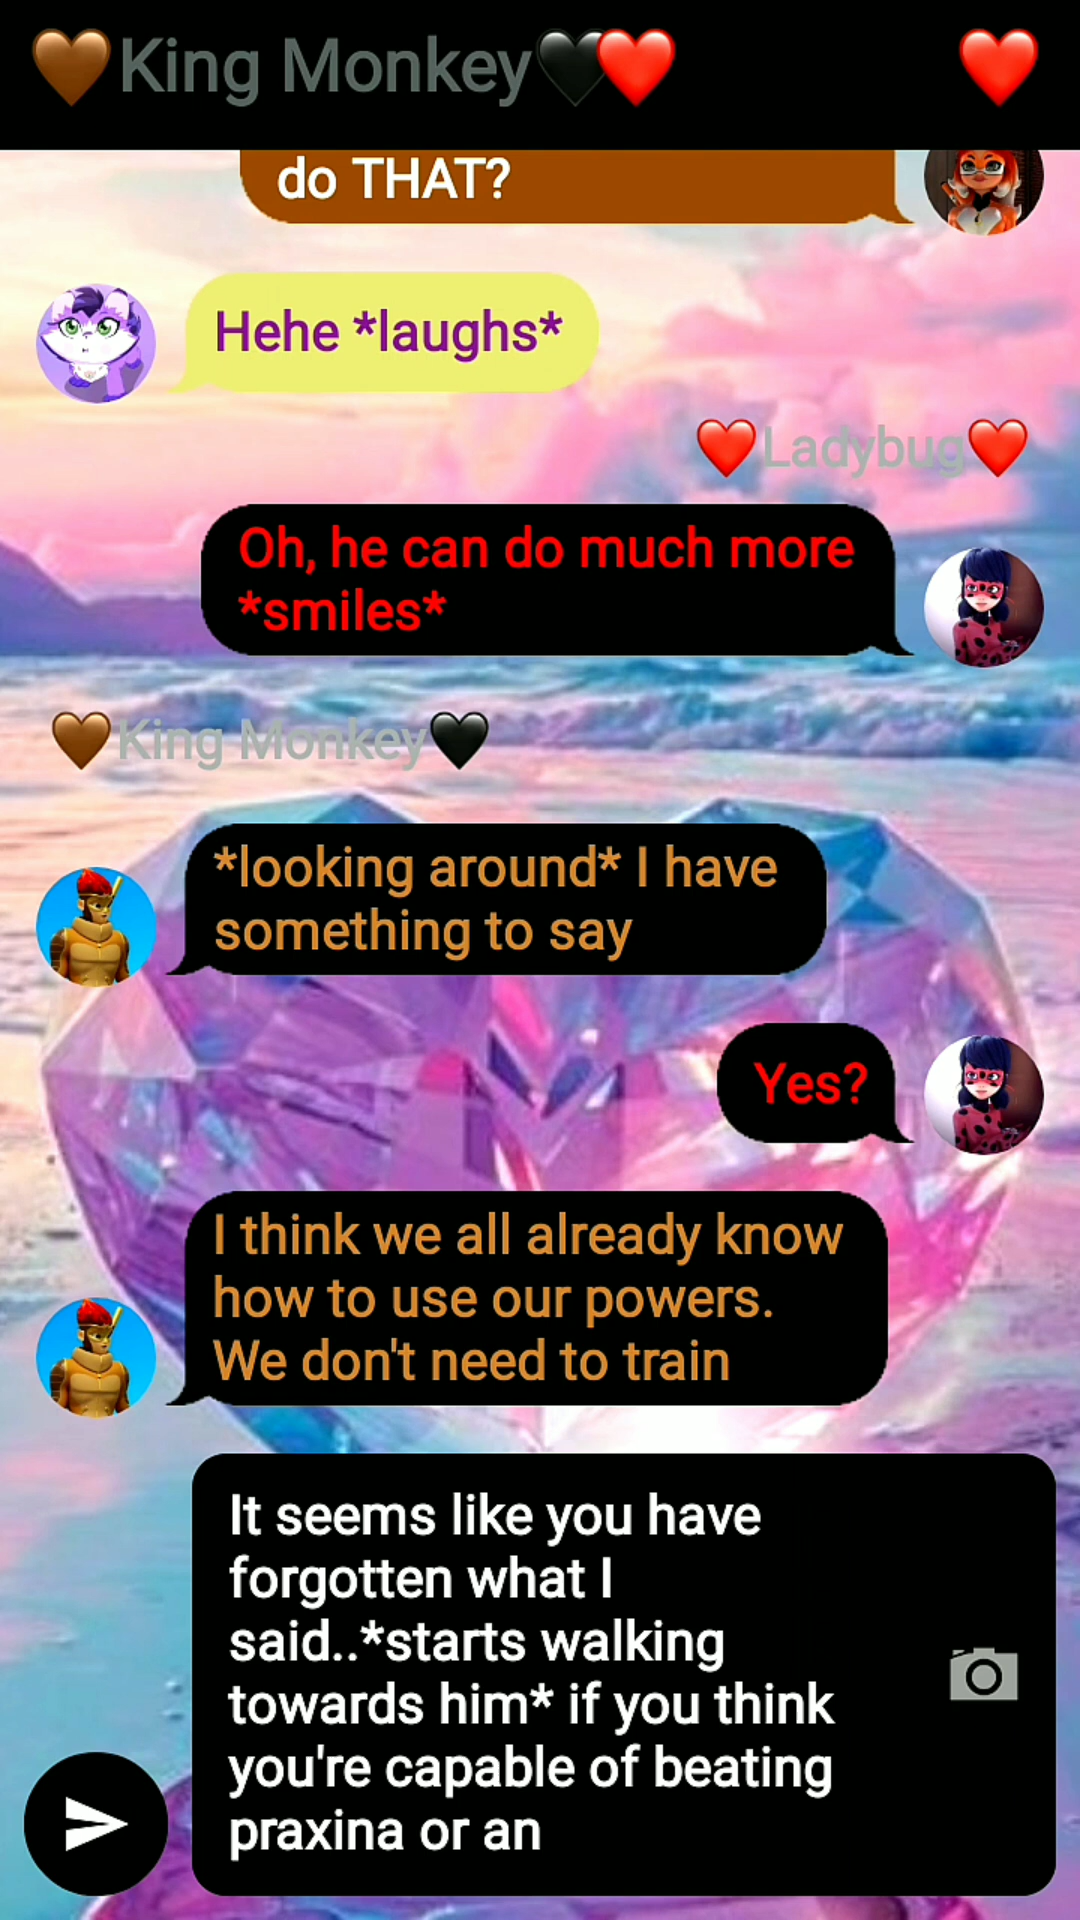 🤎King Monkey🖤❤️ ❤️
do THAT?
Hehe *laughs*
❤️Ladybug❤️
Oh, he can do much more
*smiles*
🤎King Monkey🖤
*looking around* I have
something to say
Yes?
I think we all already know
how to use our powers.
We don't need to train
It seems like you have
forgotten what I
said..*starts walking
towards him* if you think
you're capable of beating
praxina or an